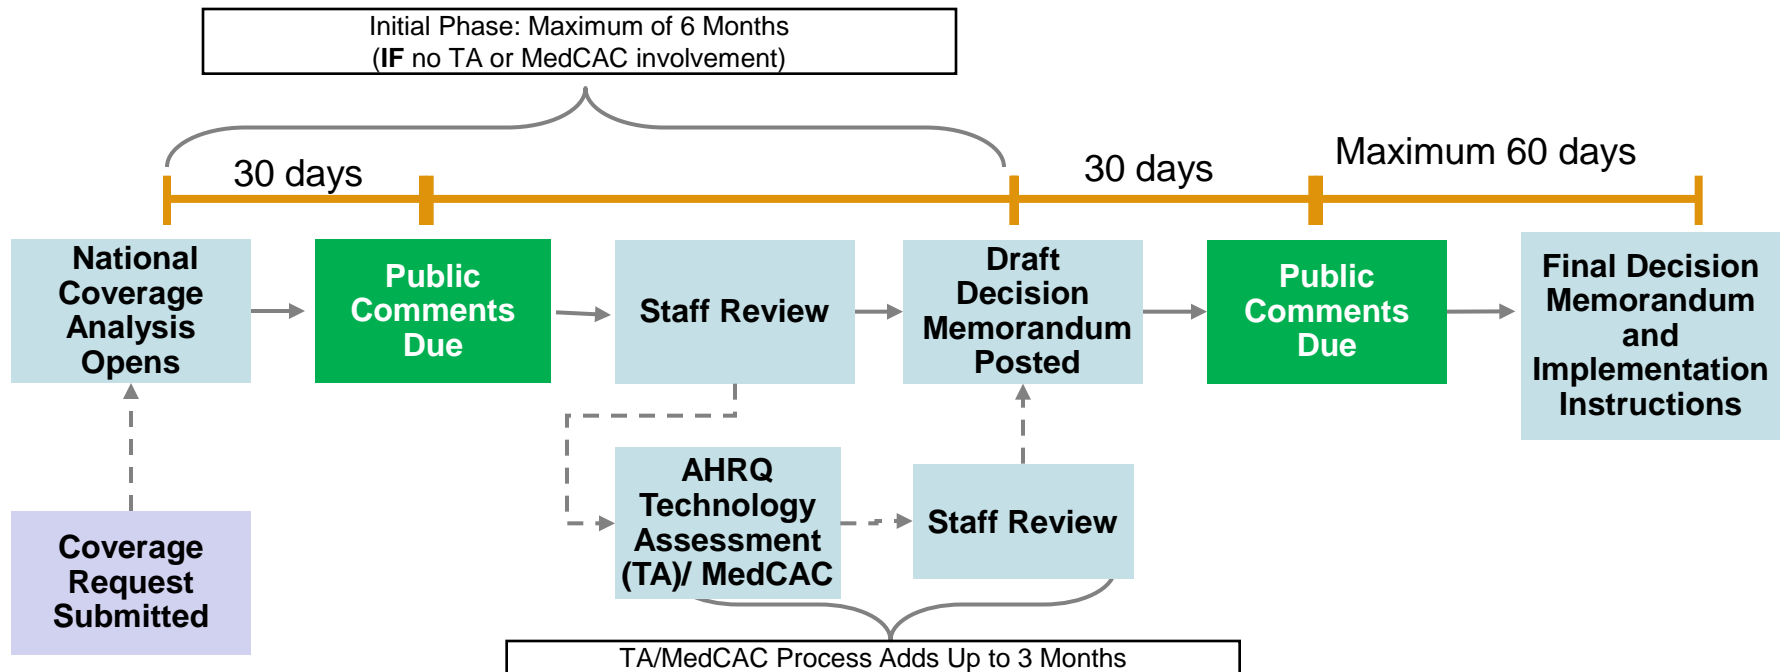 Initial Phase: Maximum of 6 Months
(IF no TA or MedCAC involvement)
30 days
30 days
Maximum 60 days
National
Coverage
Analysis
Opens
Public
Comments
Due
Staff Review
Draft
Decision
Memorandum
Posted
Public
Comments
Due
Final Decision
Memorandum
and
Implementation
Instructions
Coverage
Request
Submitted
AHRQ
Technology
Assessment
(TA)/ MedCAC
Staff Review
TA/MedCAC Process Adds Up to 3 Months